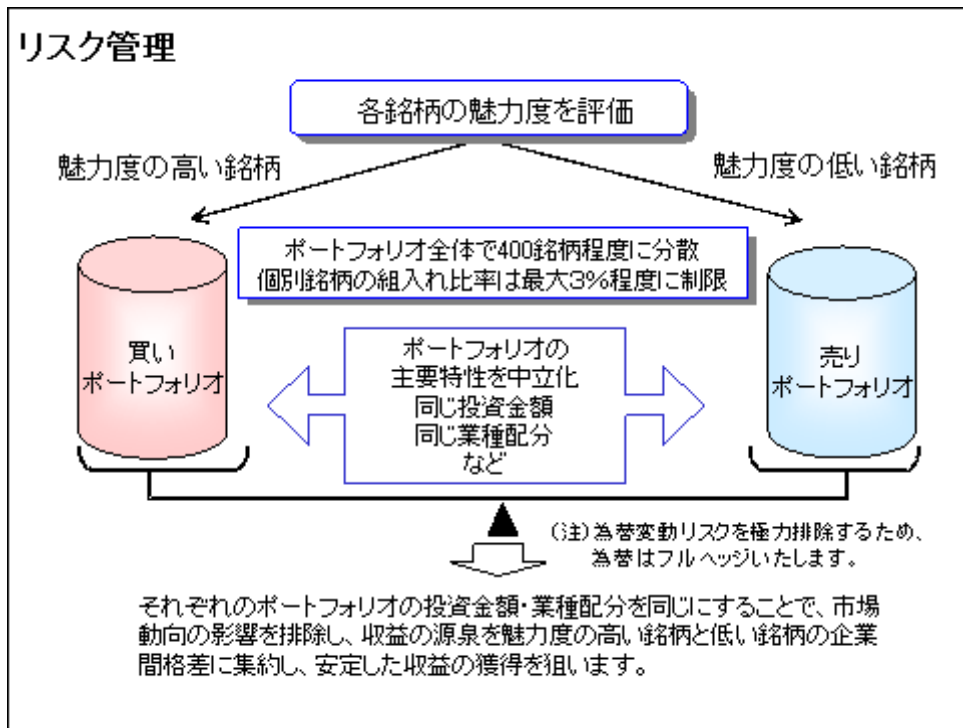 リスク管理
各銘柄の魅力度を評価
魅力度の高い銘柄
魅力度の低い銘柄
ポートフォリオ全体で400銘柄程度に分散
個別銘柄の組入れ比率は最大3%程度に制限
買い
ポートフォリオ
ポートフォリオの
主要特性を中立化
同じ投資金額
同じ業種配分
など
売り
ポートフォリオ
(注)為替変動リスクを極力排除するため、
為替はフルヘッジいたします。
それぞれのポートフォリオの投資金額・業種配分を同じにすることで、市場
動向の影響を排除し、収益の源泉を魅力度の高い銘柄と低い銘柄の企業
間格差に集約し、安定した収益の獲得を狙います。